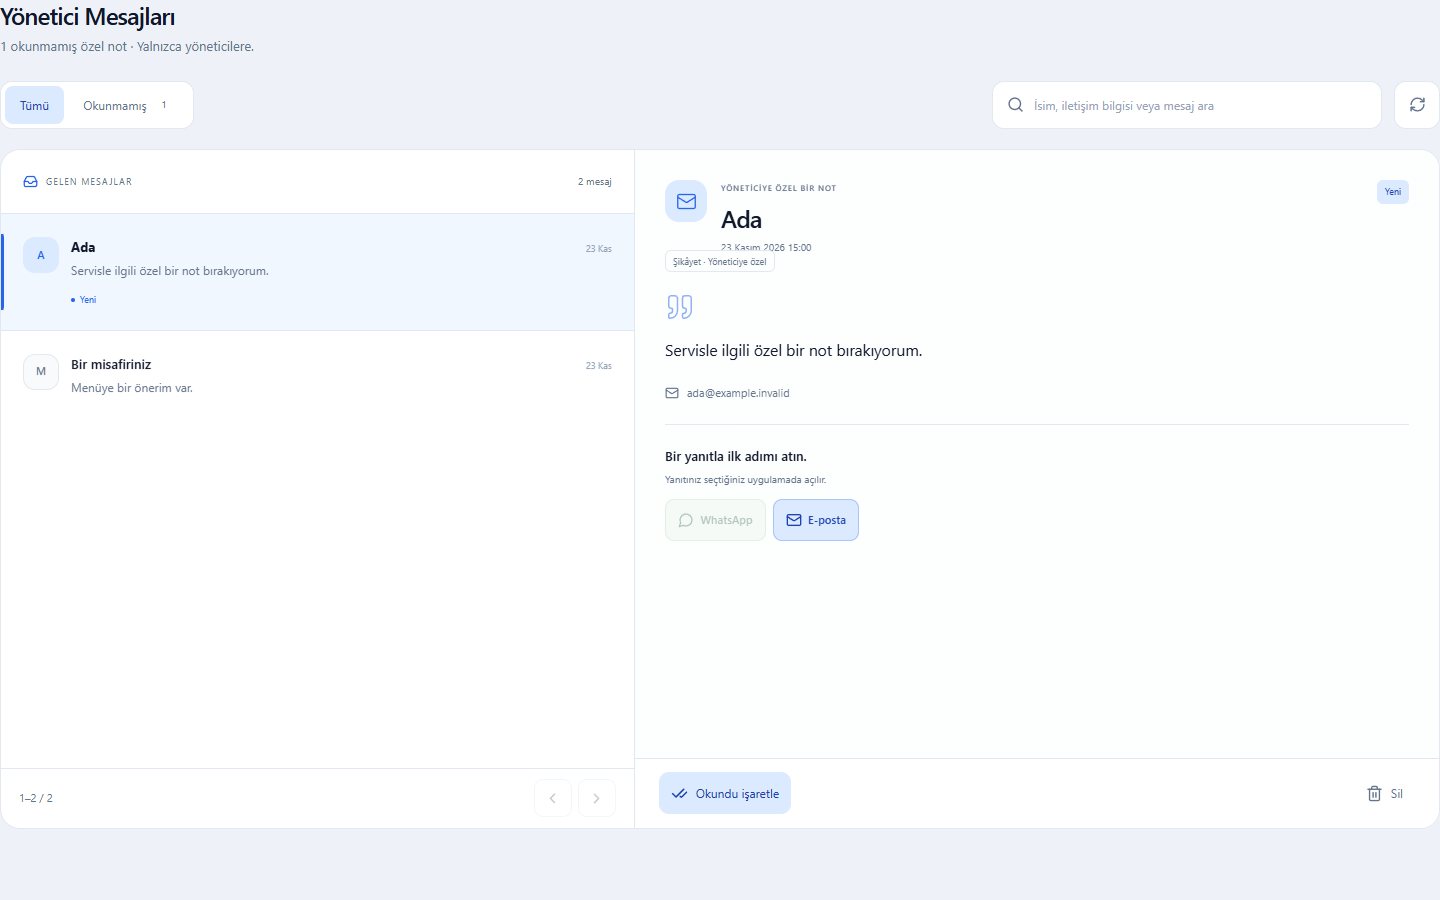 Yönetici Mesajları
1 okunmamış özel not · Yalnızca yöneticilere.
Tümü
Okunmamış 1
İsim, iletişim bilgisi veya mesaj ara
GELEN MESAJLAR
2 mesaj
A
Ada
23 Kas
Servisle ilgili özel bir not bırakıyorum.
Yeni
M
Bir misafiriniz
23 Kas
Menüye bir önerim var.
1–2 / 2
YÖNETİCİYE ÖZEL BİR NOT
Yeni
Ada
23 Kasım 2026 15:00
Şikâyet · Yöneticiye özel
Servisle ilgili özel bir not bırakıyorum.
ada@example.invalid
Bir yanıtla ilk adımı atın.
Yanıtınız seçtiğiniz uygulamada açılır.
WhatsApp
E-posta
Okundu işaretle
Sil